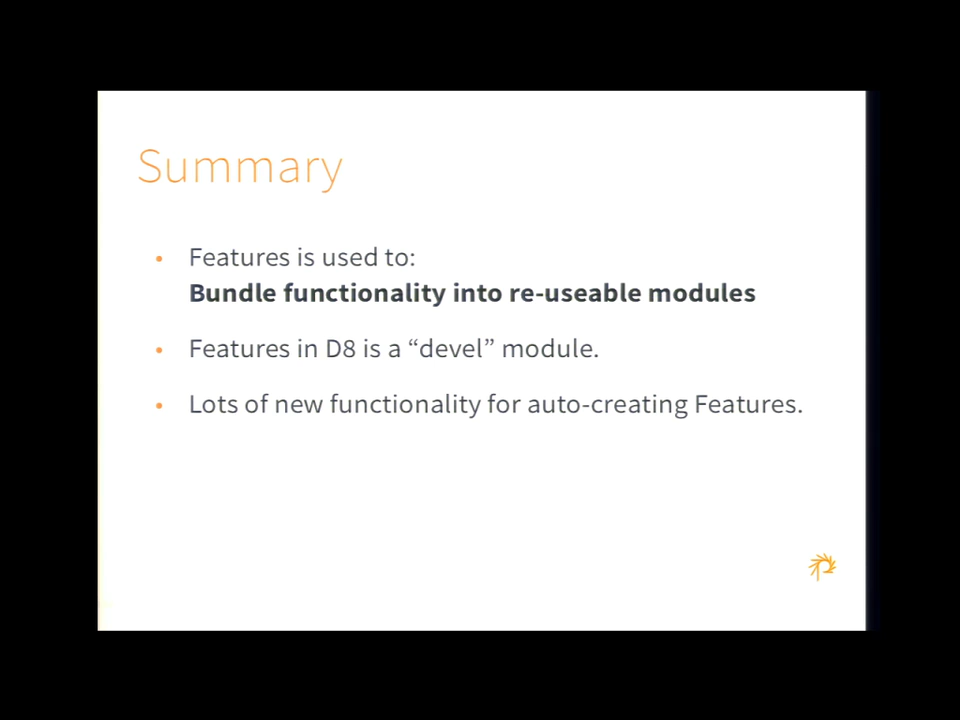 Summary
• Features is used to:
Bundle functionality into re-useable modules
• Features in D8 is a “devel” module.
• Lots of new functionality for auto-creating Features.